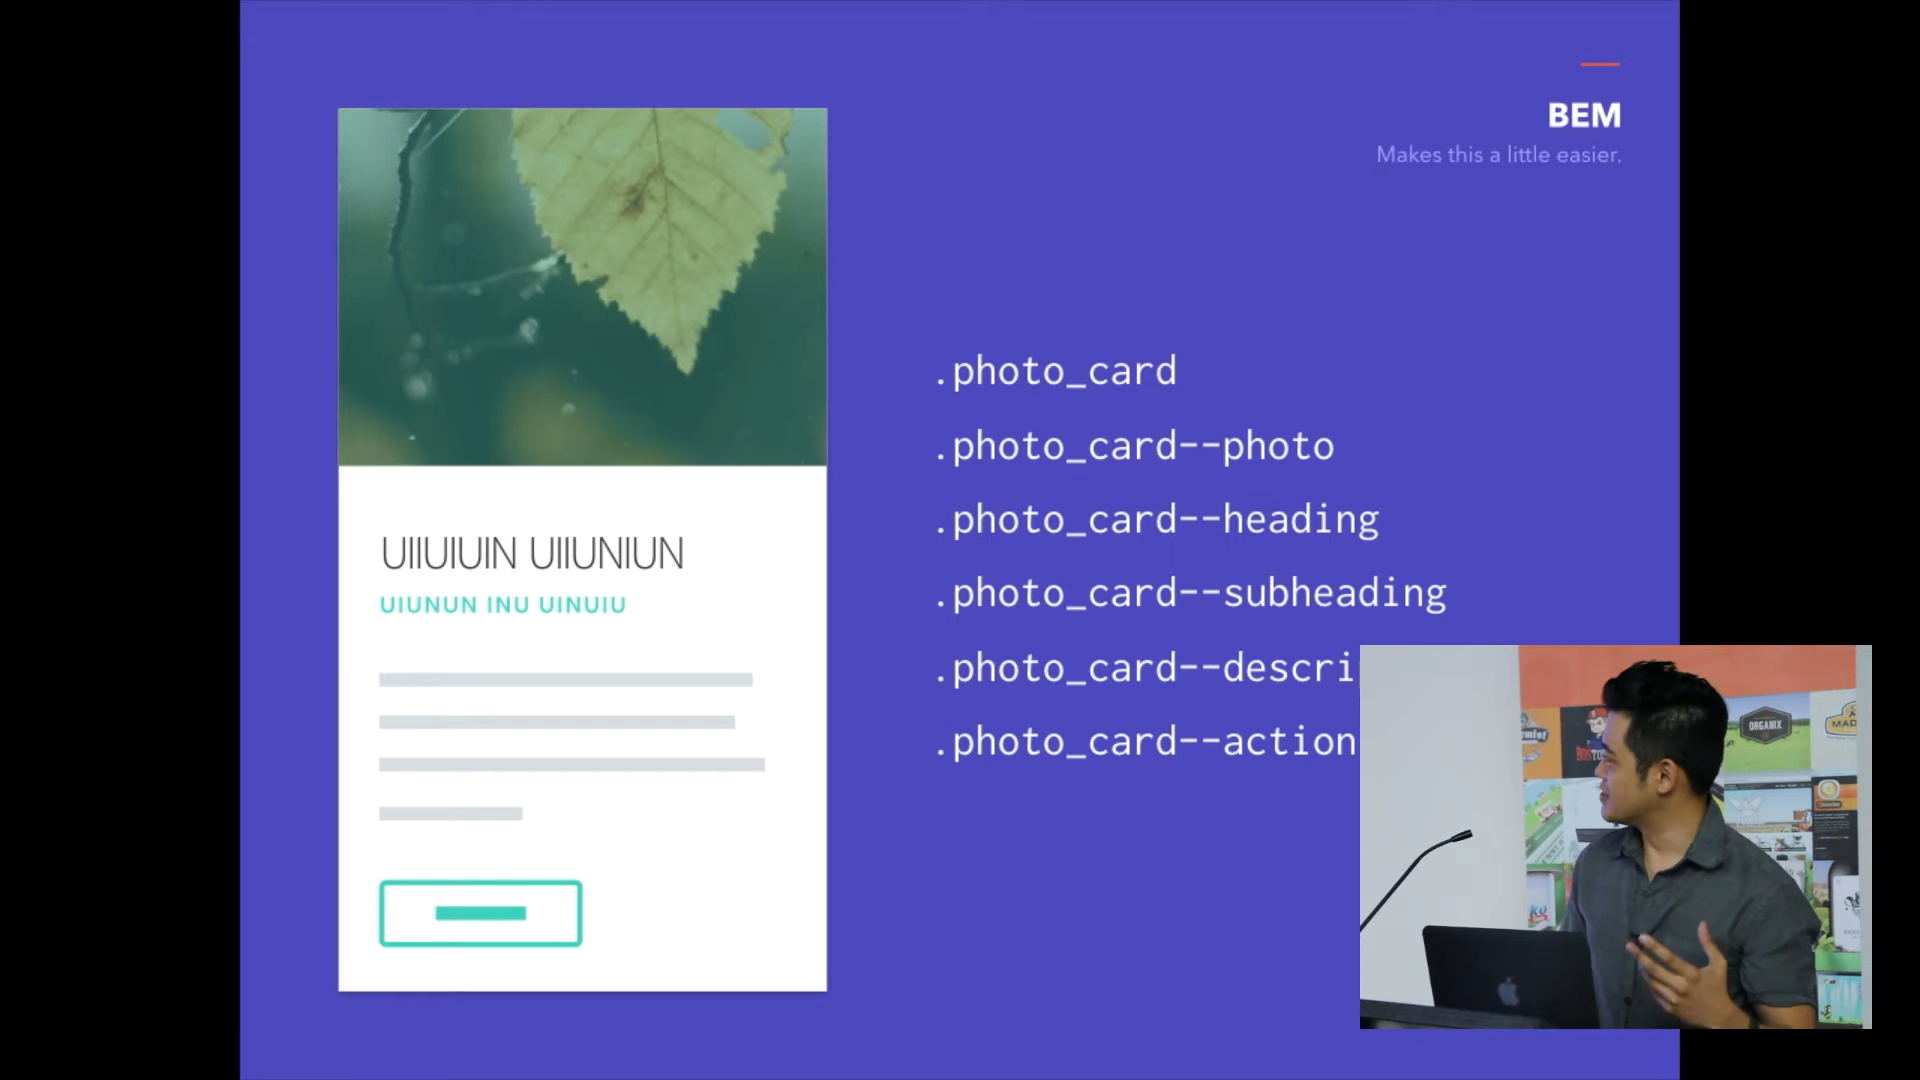 BEM
Makes this a little easier.
UIIUIUIN UIIUNIUN
UIUNUN INU UINUIU
.photo_card
.photo_card--photo
.photo_card--heading
.photo_card--subheading
.photo_card--descri
.photo_card--action
ORGANIX
MAD